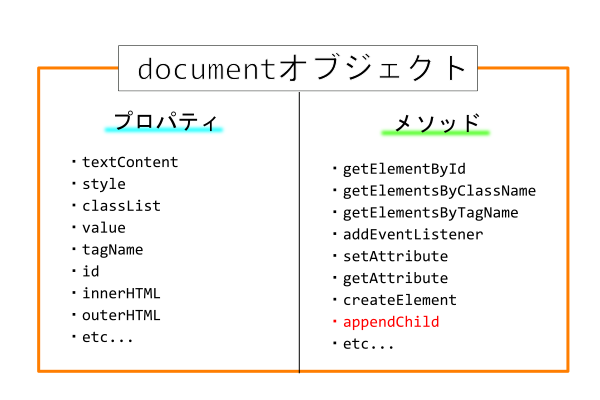 documentオブジェクト
プロパティ
・textContent
・style
・classList
・value
・tagName
・id
・innerHTML
・outerHTML
・etc...
メソッド
・getElementById
・getElementsByClassName
・getElementsByTagName
・addEventListener
・setAttribute
・getAttribute
・createElement
・appendChild
・etc...